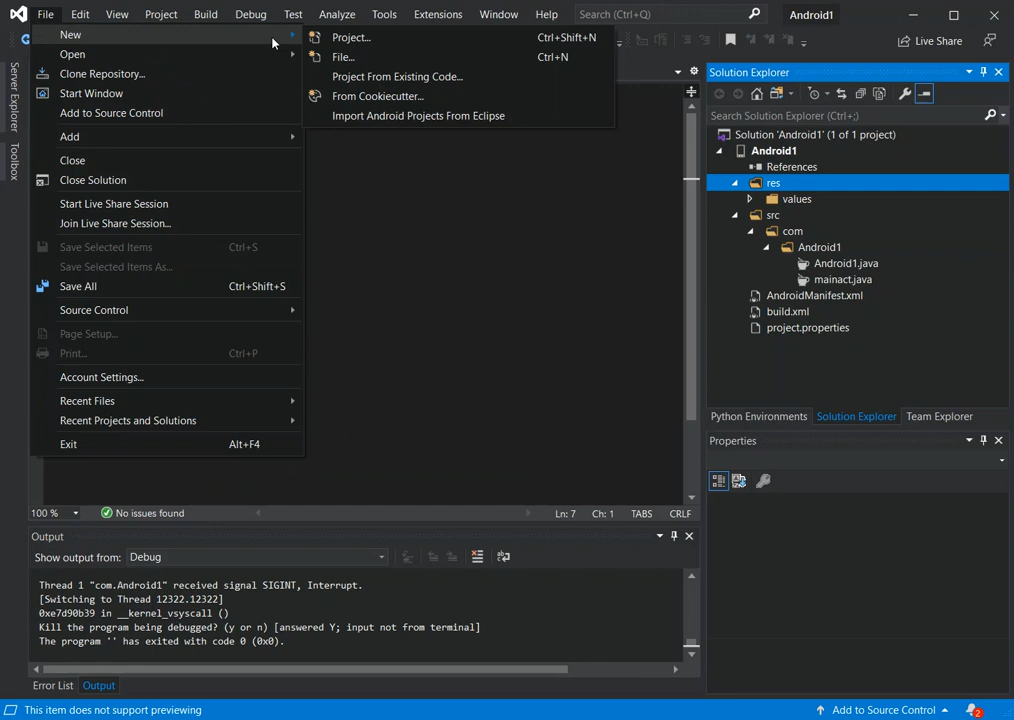 File Edit View Project Build Debug Test Analyze Tools Extensions Window Help Search (Ctrl+Q) Android1
Live Share
New
Open
Clone Repository...
Start Window
Add to Source Control
Add
Close
Close Solution
Start Live Share Session
Join Live Share Session...
Save Selected Items Ctrl+S
Save Selected Items As...
Save All Ctrl+Shift+S
Source Control
Page Setup...
Print... Ctrl+P
Account Settings...
Recent Files
Recent Projects and Solutions
Exit Alt+F4
Project... Ctrl+Shift+N
File... Ctrl+N
Project From Existing Code...
From Cookiecutter...
Import Android Projects From Eclipse
Server Explorer
Toolbox
100 % No issues found Ln: 7 Ch: 1 TABS CRLF
Output
Show output from: Debug
Thread 1 "com.Android1" received signal SIGINT, Interrupt.
[Switching to Thread 12322.12322]
0xe7d90b39 in __kernel_vsyscall ()
Kill the program being debugged? (y or n) [answered Y; input not from terminal]
The program '' has exited with code 0 (0x0).
Error List Output
Solution Explorer
Search Solution Explorer (Ctrl+;)
Solution 'Android1' (1 of 1 project)
Android1
References
res
values
src
com
Android1
Android1.java
mainact.java
AndroidManifest.xml
build.xml
project.properties
Python Environments Solution Explorer Team Explorer
Properties
This item does not support previewing Add to Source Control 2